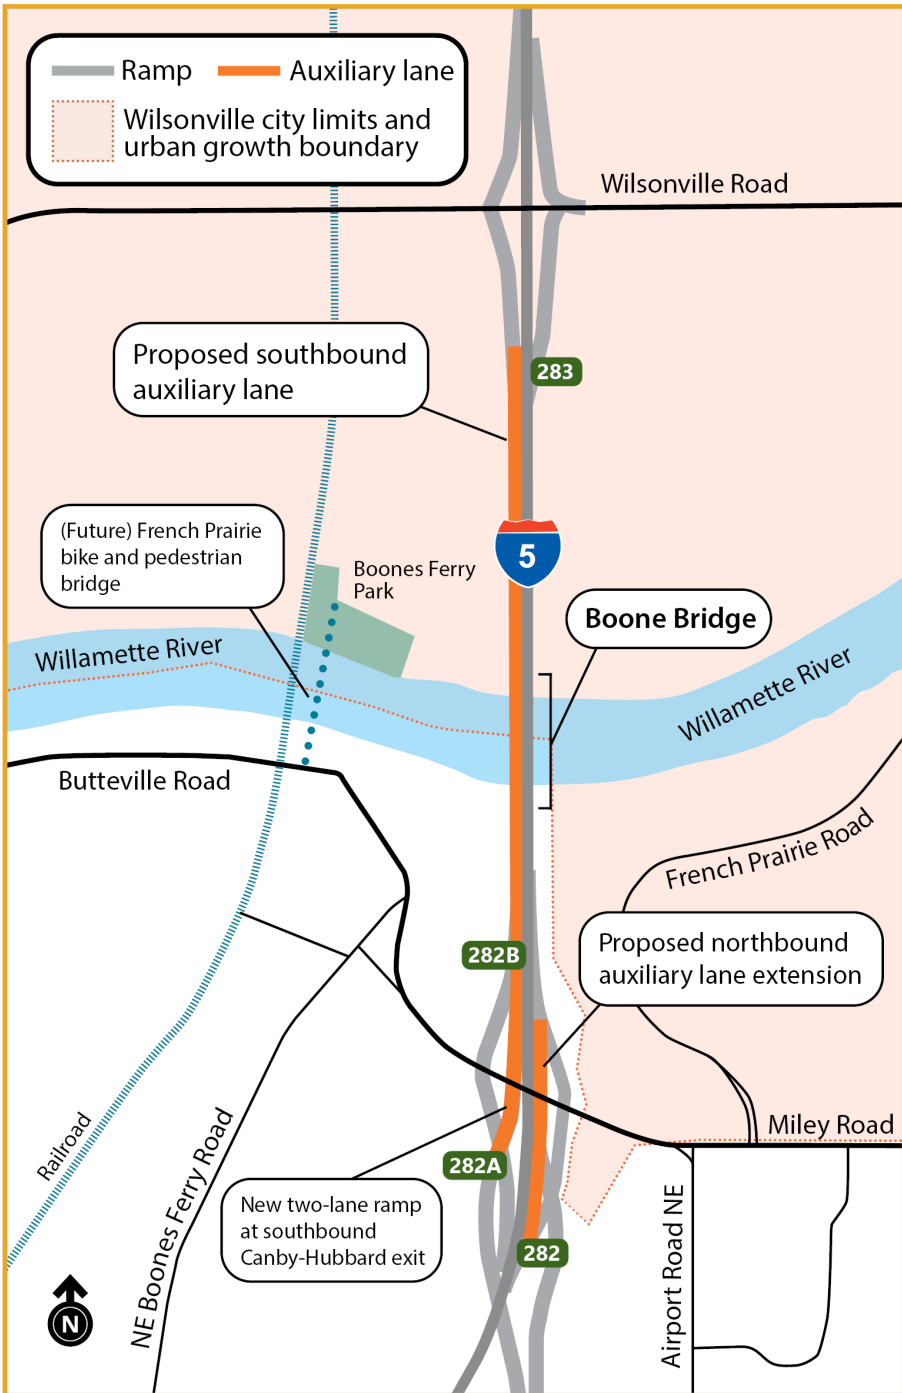 Ramp
Auxiliary lane
Wilsonville city limits and
urban growth boundary
Wilsonville Road
Proposed southbound
auxiliary lane
283
(Future) French Prairie
bike and pedestrian
bridge
Boones Ferry
Park
5
Boone Bridge
Willamette River
Willamette River
Butteville Road
French Prairie Road
282B
Proposed northbound
auxiliary lane extension
Miley Road
Railroad
NE Boones Ferry Road
282A
New two-lane ramp
at southbound
Canby-Hubbard exit
282
Airport Road NE
N